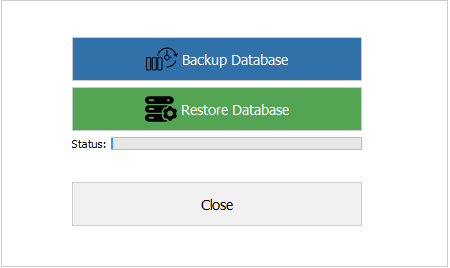 Backup Database
Restore Database
Status:
Close